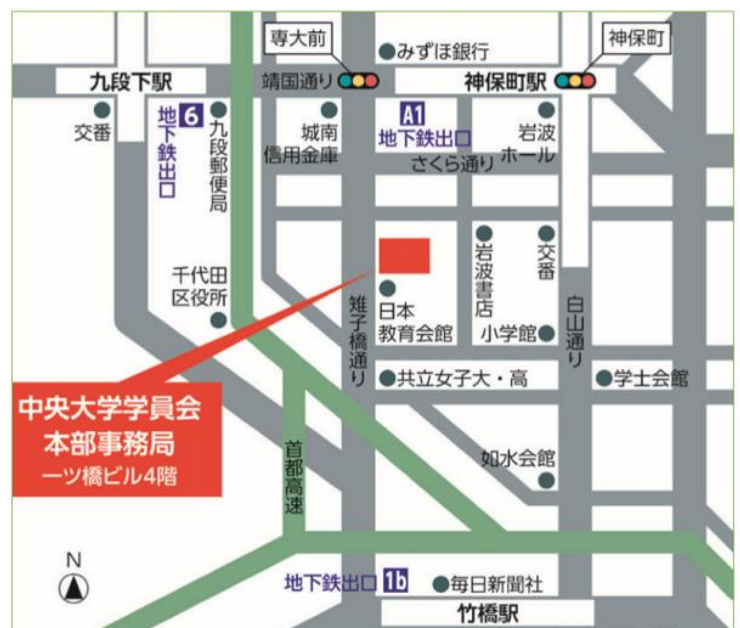 専大前
神保町
みずほ銀行
九段下駅
靖国通り
神保町駅
交番
地下鉄出口
6
九段郵便局
城南
信用金庫
A1
地下鉄出口
岩波
ホール
さくら通り
千代田
区役所
日本
教育会館
岩波書店
交番
小学館
雉子橋通り
白山通り
共立女子大・高
学士会館
中央大学学員会
本部事務局
一ツ橋ビル4階
首都高速
如水会館
N
地下鉄出口
1b
毎日新聞社
竹橋駅